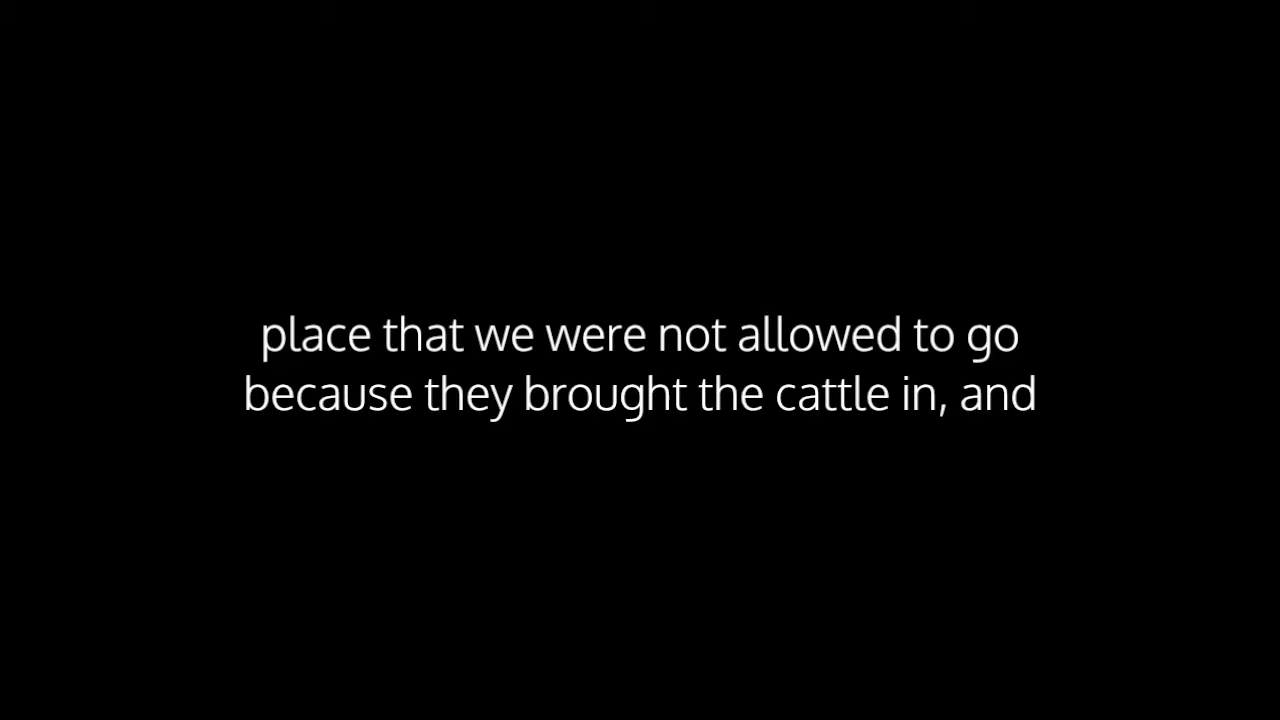 place that we were not allowed to go
because they brought the cattle in, and